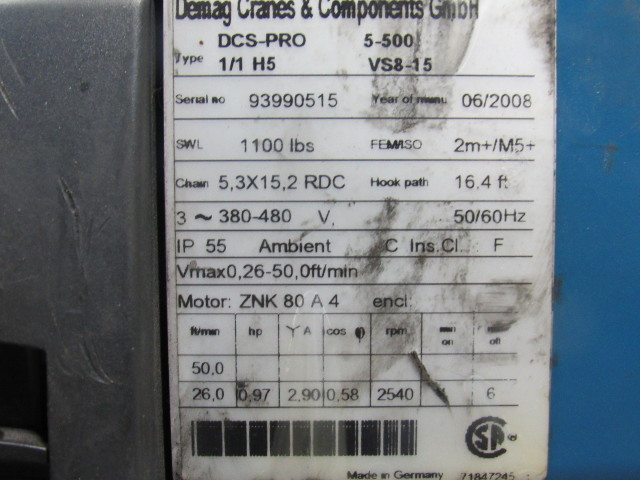 Demag Cranes & Components GmbH
DCS-PRO 5-500
Type 1/1 H5 VS8-15
Serial no 93990515 Year of manu 06/2008
SWL 1100 lbs FEM/ISO 2m+/M5+
Chain 5,3X15,2 RDC Hook path 16.4 ft
3 ~ 380-480 V, 50/60Hz
IP 55 Ambient C Ins.Cl. F
Vmax0,26-50,0ft/min
Motor: ZNK 80 A 4 encl:
ft/min hp Y A cos φ rpm min on off
50,0
26,0 0,97 2,90 0,58 2540 6
SA ®
Made in Germany 71847245